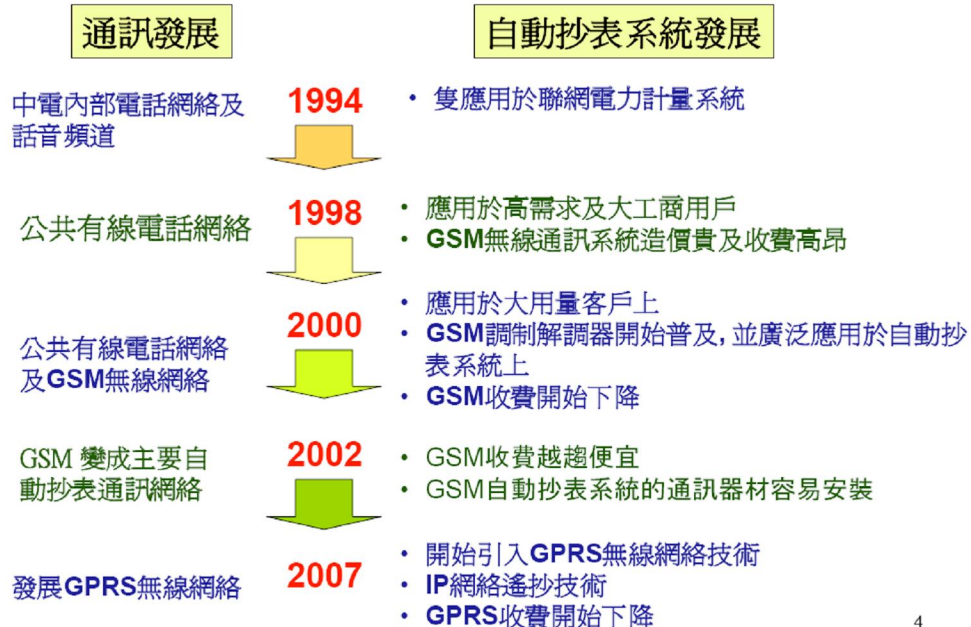 通訊發展
自動抄表系統發展
中電內部電話網絡及
話音頻道
1994
• 隻應用於聯網電力計量系統
公共有線電話網絡
1998
• 應用於高需求及大工商用戶
• GSM無線通訊系統造價貴及收費高昂
公共有線電話網絡
及GSM無線網絡
2000
• 應用於大用量客戶上
• GSM調制解調器開始普及, 並廣泛應用於自動抄
表系統上
• GSM收費開始下降
GSM 變成主要自
動抄表通訊網絡
2002
• GSM收費越趨便宜
• GSM自動抄表系統的通訊器材容易安裝
發展GPRS無線網絡
2007
• 開始引入GPRS無線網絡技術
• IP網絡遙抄技術
• GPRS收費開始下降
4